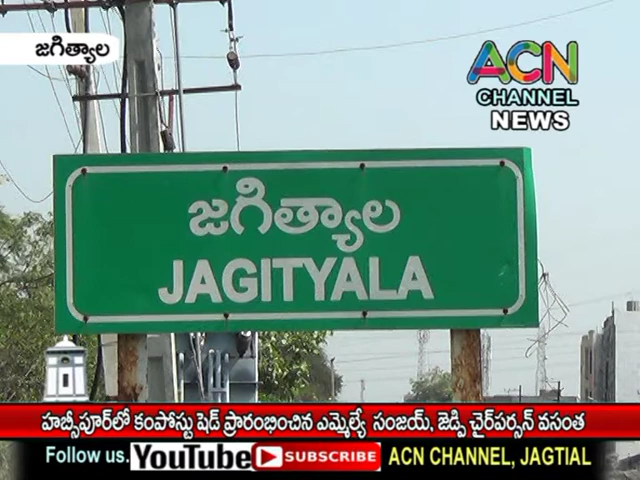 జగిత్యాల
ACN
CHANNEL
NEWS
జగిత్యాల
JAGITYALA
హబ్సీపూర్‌లో కంపోస్టు షెడ్ ప్రారంభించిన ఎమ్మెల్యే సంజయ్, జెడ్పి చైర్‌పర్సన్ వసంత
Follow us. YouTube SUBSCRIBE ACN CHANNEL, JAGTIAL